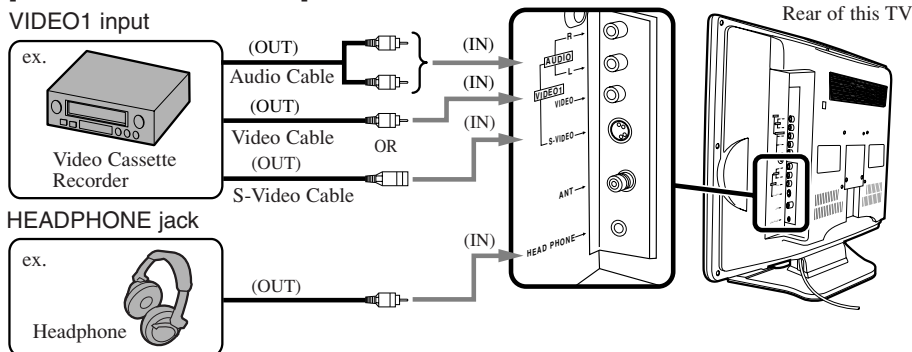 VIDEO1 input
Rear of this TV
ex.
(OUT)
Audio Cable
(IN)
(OUT)
Video Cable
(IN)
OR
(OUT)
S-Video Cable
(IN)
Video Cassette
Recorder
R
AUDIO
L
VIDEO1
VIDEO
S-VIDEO
ANT
HEAD PHONE
HEADPHONE jack
ex.
(OUT)
(IN)
Headphone